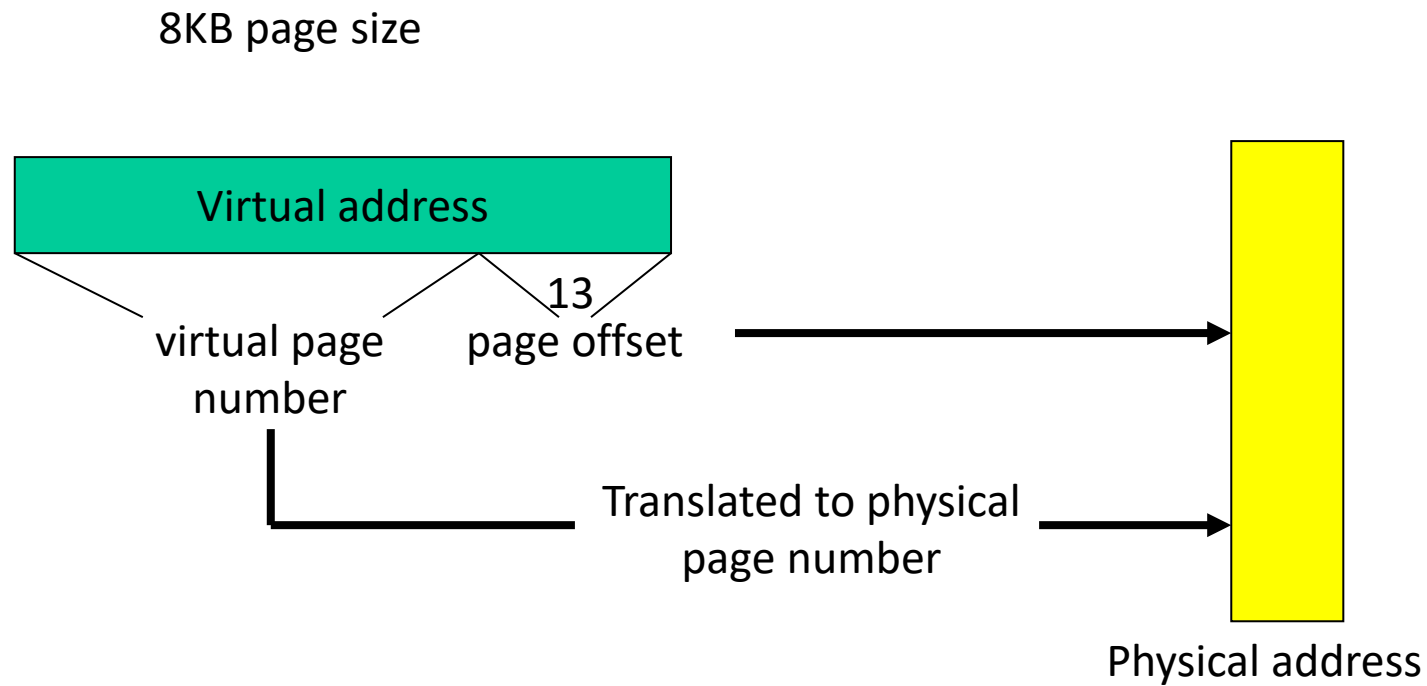 8KB page size
Virtual address
13
virtual page
number
page offset
Translated to physical
page number
Physical address